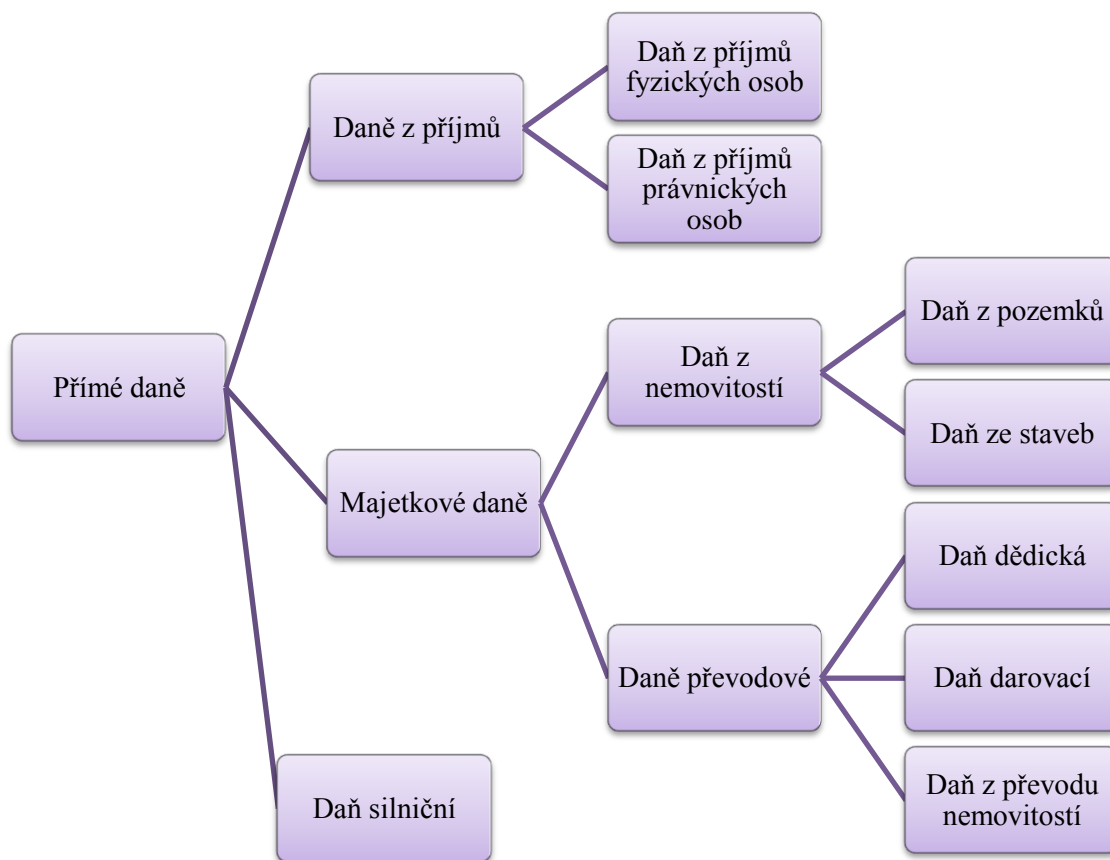 Daň z příjmů
fyzických osob
Daně z příjmů
Daň z příjmů
právnických
osob
Daň z pozemků
Daň z
nemovitostí
Přímé daně
Daň ze staveb
Majetkové daně
Daň dědická
Daně převodové
Daň darovací
Daň silniční
Daň z převodu
nemovitostí